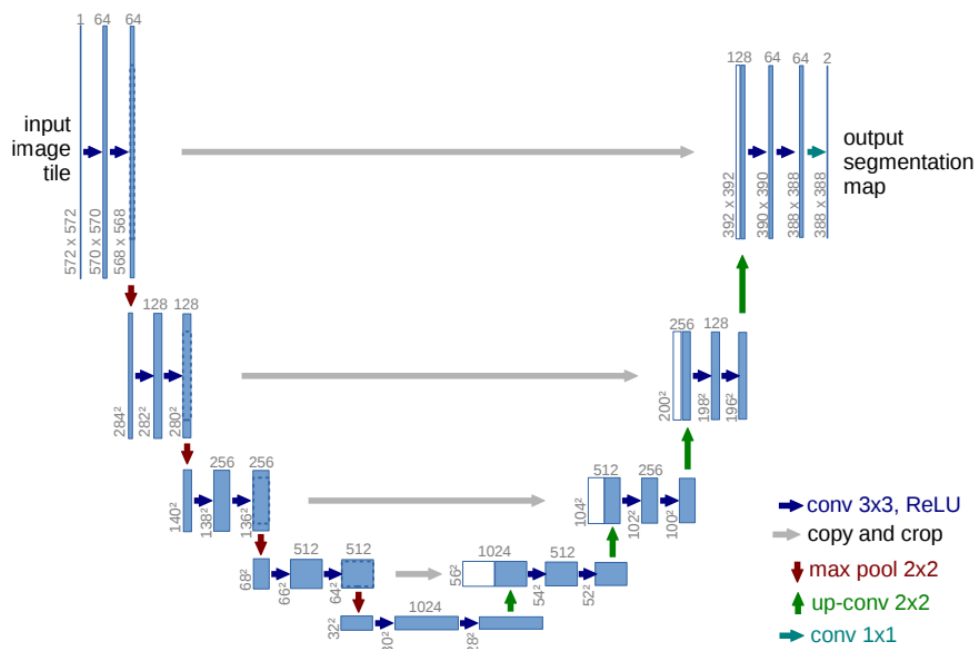 1 64 64
128
64
64
2
input
image
tile
output
segmentation
map
572 x 572
570 x 570
568 x 568
392 x 392
390 x 390
388 x 388
388 x 388
128 128
256 128
284²
282²
280²
200²
198²
196²
256 256
512 256
140²
138²
136²
104²
102²
100²
512 512
1024 512
68²
66²
64²
56²
54²
52²
1024
32²
30²
28²
conv 3x3, ReLU
copy and crop
max pool 2x2
up-conv 2x2
conv 1x1